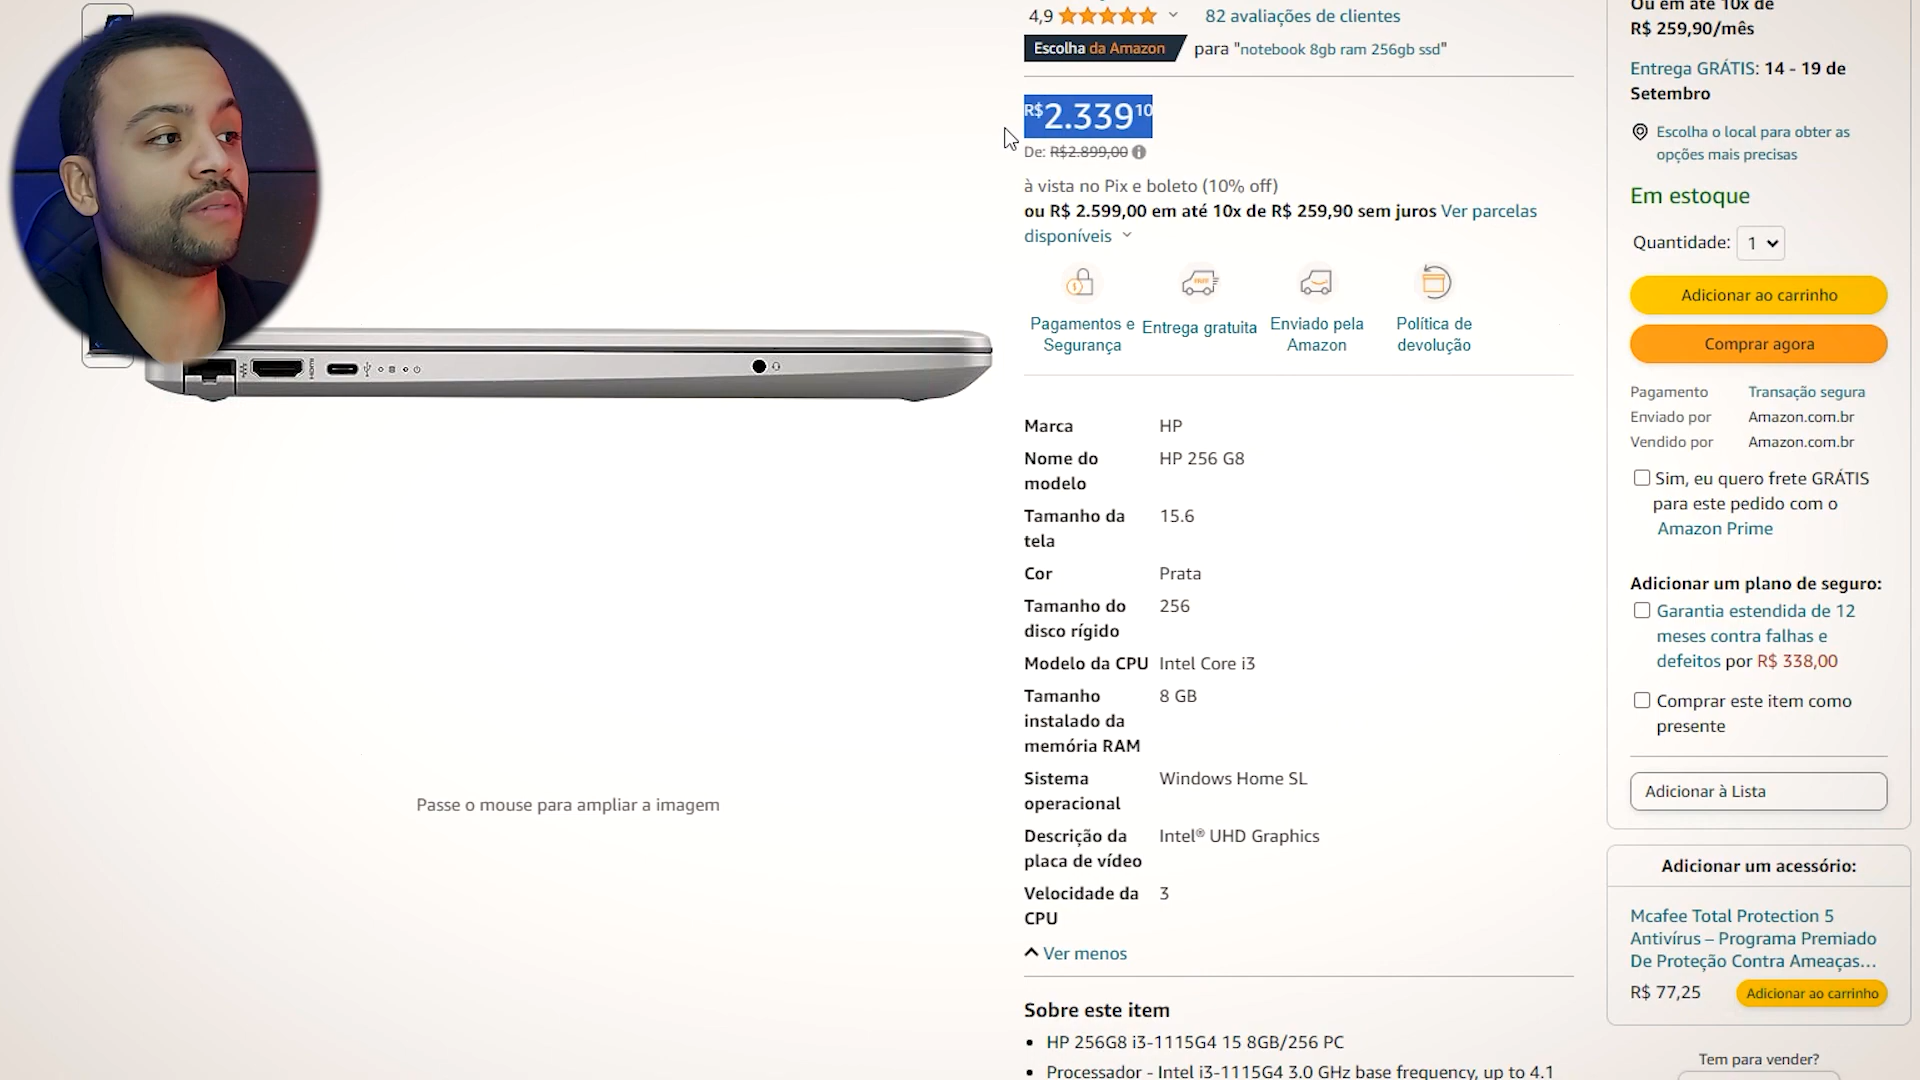 4,9 82 avaliações de clientes
Escolha da Amazon para "notebook 8gb ram 256gb ssd"
R$2.33910
De: R$2.899,00
à vista no Pix e boleto (10% off)
ou R$ 2.599,00 em até 10x de R$ 259,90 sem juros Ver parcelas
disponíveis
Pagamentos e
Segurança
Entrega gratuita
Enviado pela
Amazon
Política de
devolução
Marca HP
Nome do HP 256 G8
modelo
Tamanho da 15.6
tela
Cor Prata
Tamanho do 256
disco rígido
Modelo da CPU Intel Core i3
Tamanho 8 GB
instalado da
memória RAM
Sistema Windows Home SL
operacional
Descrição da Intel® UHD Graphics
placa de vídeo
Velocidade da 3
CPU
Ver menos
Sobre este item
• HP 256G8 i3-1115G4 15 8GB/256 PC
• Processador - Intel i3-1115G4 3.0 GHz base frequency, up to 4.1
HDMI
Passe o mouse para ampliar a imagem
Ou em até 10x de
R$ 259,90/mês
Entrega GRÁTIS: 14 - 19 de
Setembro
Escolha o local para obter as
opções mais precisas
Em estoque
Quantidade: 1
Adicionar ao carrinho
Comprar agora
Pagamento Transação segura
Enviado por Amazon.com.br
Vendido por Amazon.com.br
Sim, eu quero frete GRÁTIS
para este pedido com o
Amazon Prime
Adicionar um plano de seguro:
Garantia estendida de 12
meses contra falhas e
defeitos por R$ 338,00
Comprar este item como
presente
Adicionar à Lista
Adicionar um acessório:
Mcafee Total Protection 5
Antivírus – Programa Premiado
De Proteção Contra Ameaças...
R$ 77,25 Adicionar ao carrinho
Tem para vender?